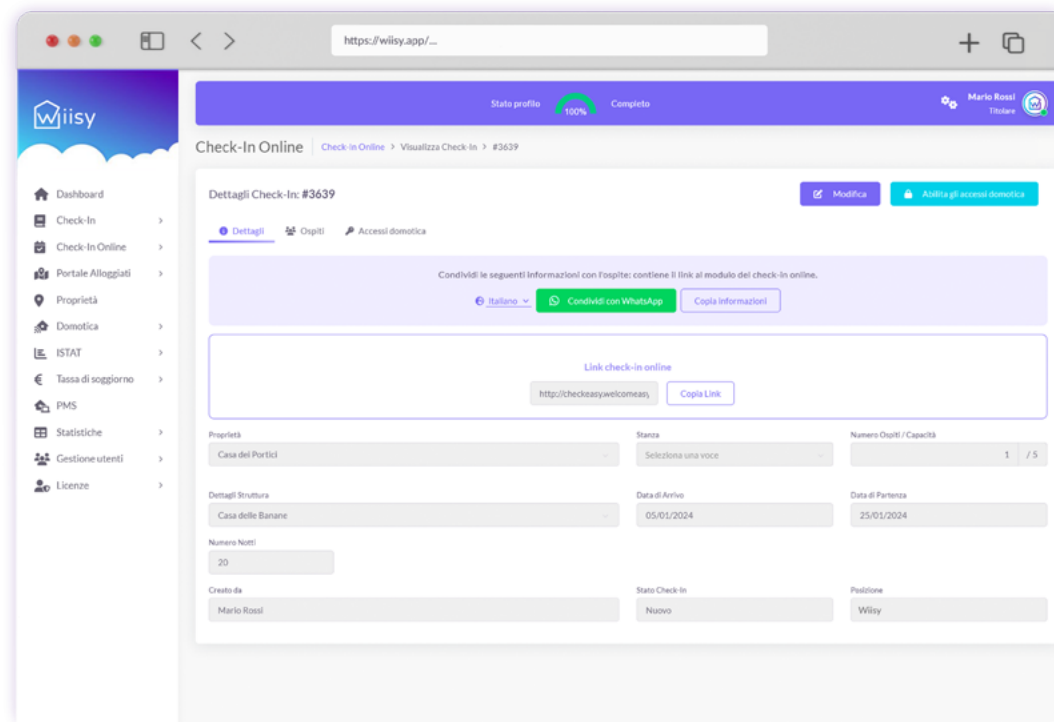 https://wiisy.app/...
Wiisy
Stato profilo 100% Completo
Mario Rossi
Titolare
Check-In Online Check-In Online > Visualizza Check-In > #3639
Dashboard
Check-In
Check-In Online
Portale Alloggiati
Proprietà
Domotica
ISTAT
Tassa di soggiorno
PMS
Statistiche
Gestione utenti
Licenze
Dettagli Check-In: #3639
Modifica
Abilita gli accessi domotica
Dettagli Ospiti Accessi domotica
Condividi le seguenti informazioni con l'ospite: contiene il link al modulo del check-in online.
Italiano Condividi con WhatsApp Copia Informazioni
Link check-in online
http://checkeasy.welcomeasy Copia Link
Proprietà Stanza Numero Ospiti / Capacità
Casa dei Portici Seleziona una voce 1 / 5
Dettagli Struttura Data di Arrivo Data di Partenza
Casa delle Banane 05/01/2024 25/01/2024
Numero Notti
20
Creato da Stato Check-In Posizione
Mario Rossi Nuovo Wiisy